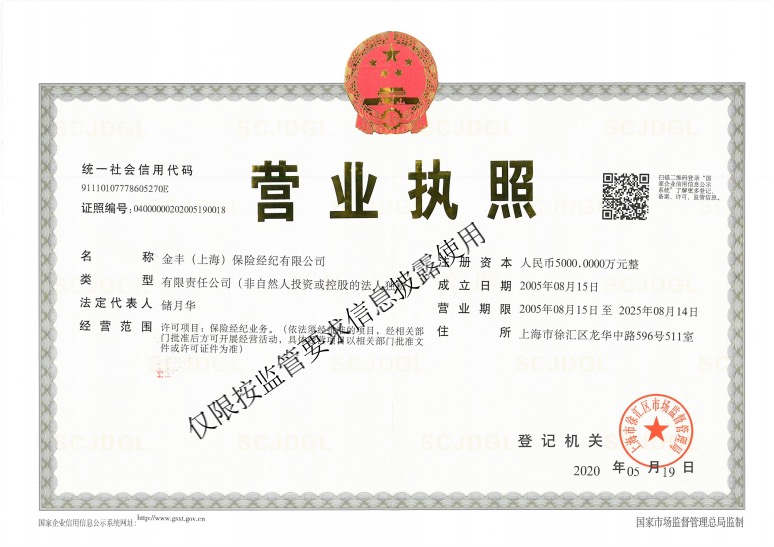 统一社会信用代码
91110107778605270E
证照编号:04000000202005190018
营业执照
扫描二维码登录“国
家企业信用信息公示
系统”了解更多登记、
备案、许可、监管信息。
名称 金丰（上海）保险经纪有限公司
类型 有限责任公司（非自然人投资或控股的法人独资）
法定代表人 储月华
经营范围 许可项目：保险经纪业务。（依法须经批准的项目，经相关部
门批准后方可开展经营活动，具体经营项目以相关部门批准文
件或许可证件为准）
注册资本 人民币5000.0000万元整
成立日期 2005年08月15日
营业期限 2005年08月15日 至 2025年08月14日
住所 上海市徐汇区龙华中路596号511室
仅限按监管要求信息披露使用
登记机关
上海市徐汇区市场监督管理局
2020 年05 月19 日
国家企业信用信息公示系统网址：http://www.gsxt.gov.cn
国家市场监督管理总局监制
SCJDGL
SCJDGL
SCJDGL
SCJDGL
SCJDGL
SCJDGL
SCJDGL
SCJDGL